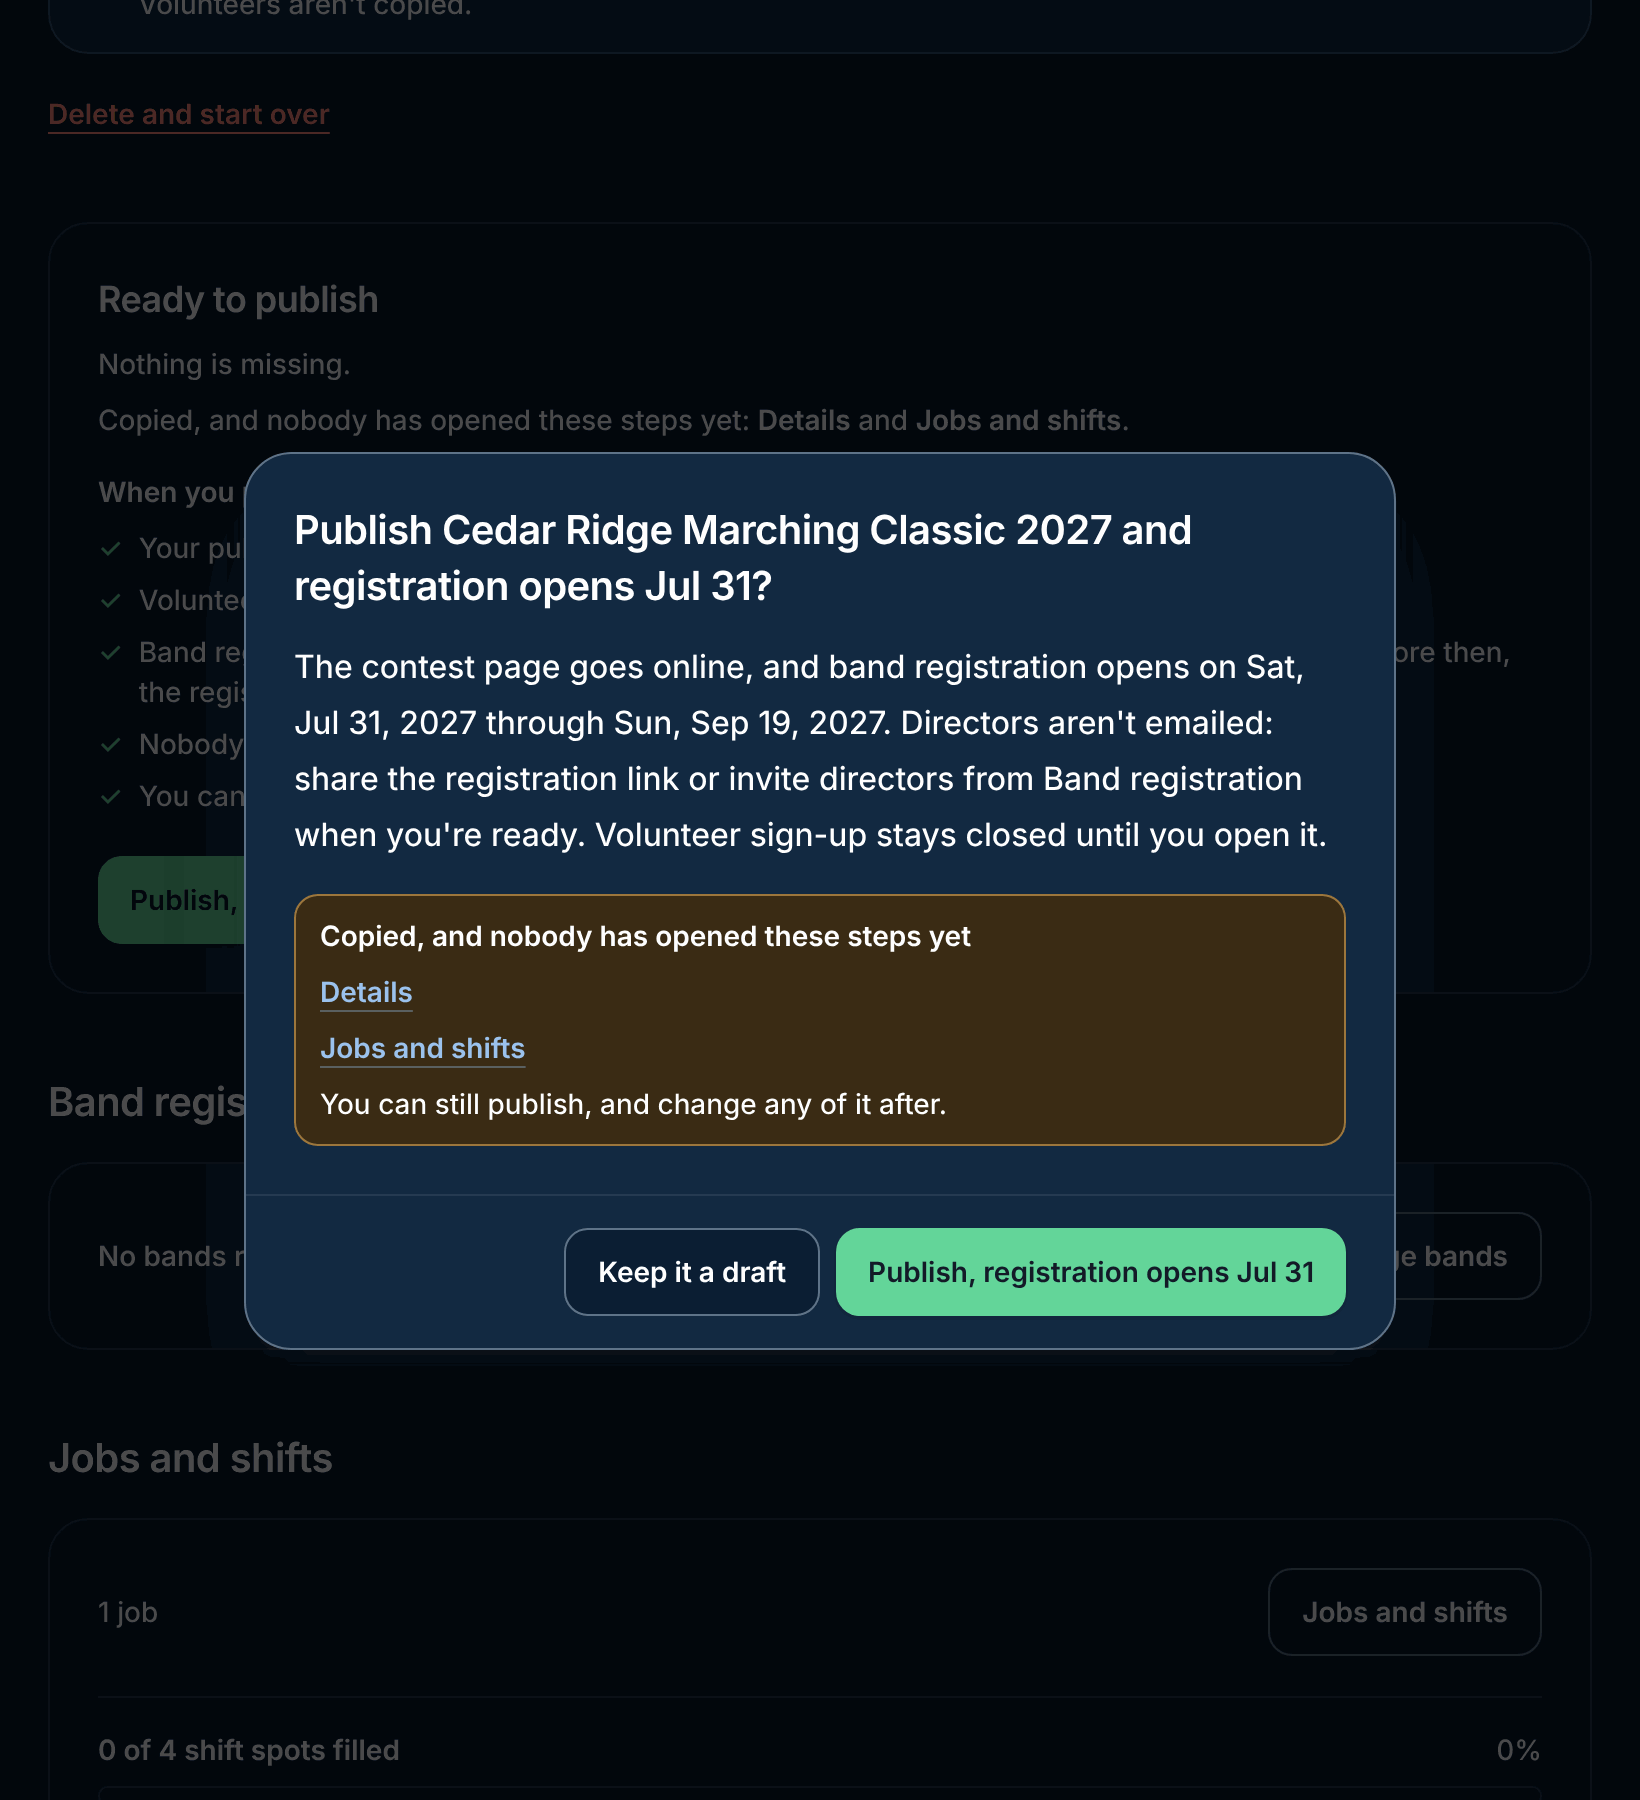 Volunteers aren't copied.
Delete and start over
Ready to publish
Nothing is missing.
Copied, and nobody has opened these steps yet: Details and Jobs and shifts.
When you
Your pu
Voluntee
Band reg
ore then,
the regis
Nobody
You can
Publish,
Publish Cedar Ridge Marching Classic 2027 and
registration opens Jul 31?
The contest page goes online, and band registration opens on Sat,
Jul 31, 2027 through Sun, Sep 19, 2027. Directors aren't emailed:
share the registration link or invite directors from Band registration
when you're ready. Volunteer sign-up stays closed until you open it.
Copied, and nobody has opened these steps yet
Details
Jobs and shifts
You can still publish, and change any of it after.
Keep it a draft
Publish, registration opens Jul 31
Band regis
No bands r
ge bands
Jobs and shifts
1 job
Jobs and shifts
0 of 4 shift spots filled
0%